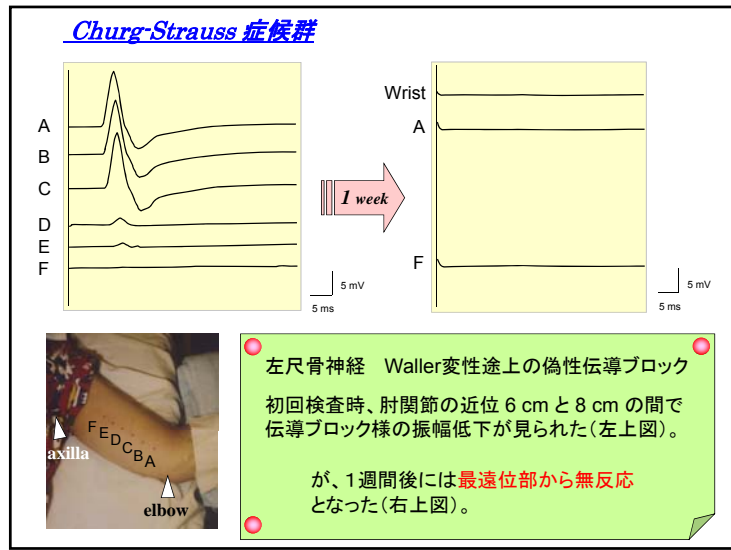 Churg-Strauss 症候群
A
B
C
D
E
F
5 mV
5 ms
1 week
Wrist
A
F
5 mV
5 ms
F
E
D
C
B
A
axilla
elbow
左尺骨神経 Waller変性途上の偽性伝導ブロック
初回検査時、肘関節の近位 6 cm と 8 cm の間で
伝導ブロック様の振幅低下が見られた(左上図)。
が、1週間後には最遠位部から無反応
となった(右上図)。